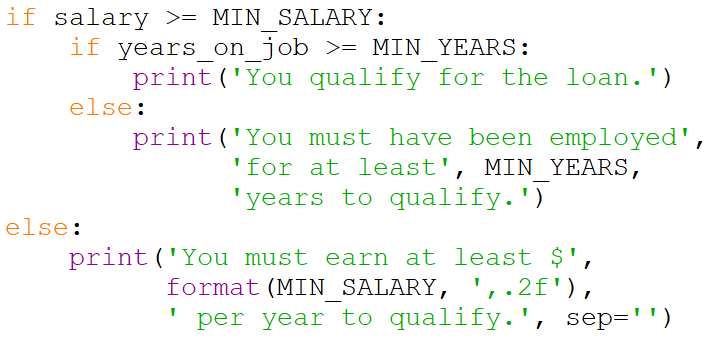 if salary >= MIN_SALARY:
    if years_on_job >= MIN_YEARS:
        print('You qualify for the loan.')
    else:
        print('You must have been employed',
              'for at least', MIN_YEARS,
              'years to qualify.')
else:
    print('You must earn at least $',
          format(MIN_SALARY, ',.2f'),
          ' per year to qualify.', sep='')